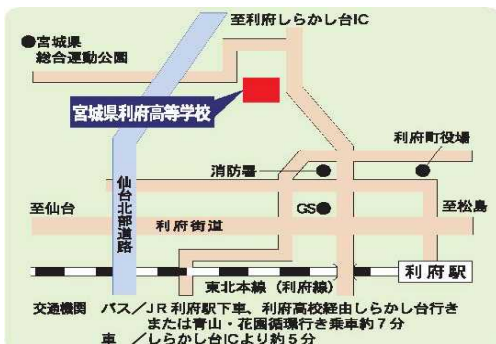 至利府しらかし台IC
●宮城県
総合運動公園
宮城県利府高等学校
利府町役場
消防署
仙台北部道路
GS
至仙台
利府街道
至松島
利府駅
東北本線（利府線）
交通機関　バス／JR利府駅下車、利府高校経由しらかし台行き
または青山・花園循環行き乗車約7分
車　／しらかし台ICより約5分